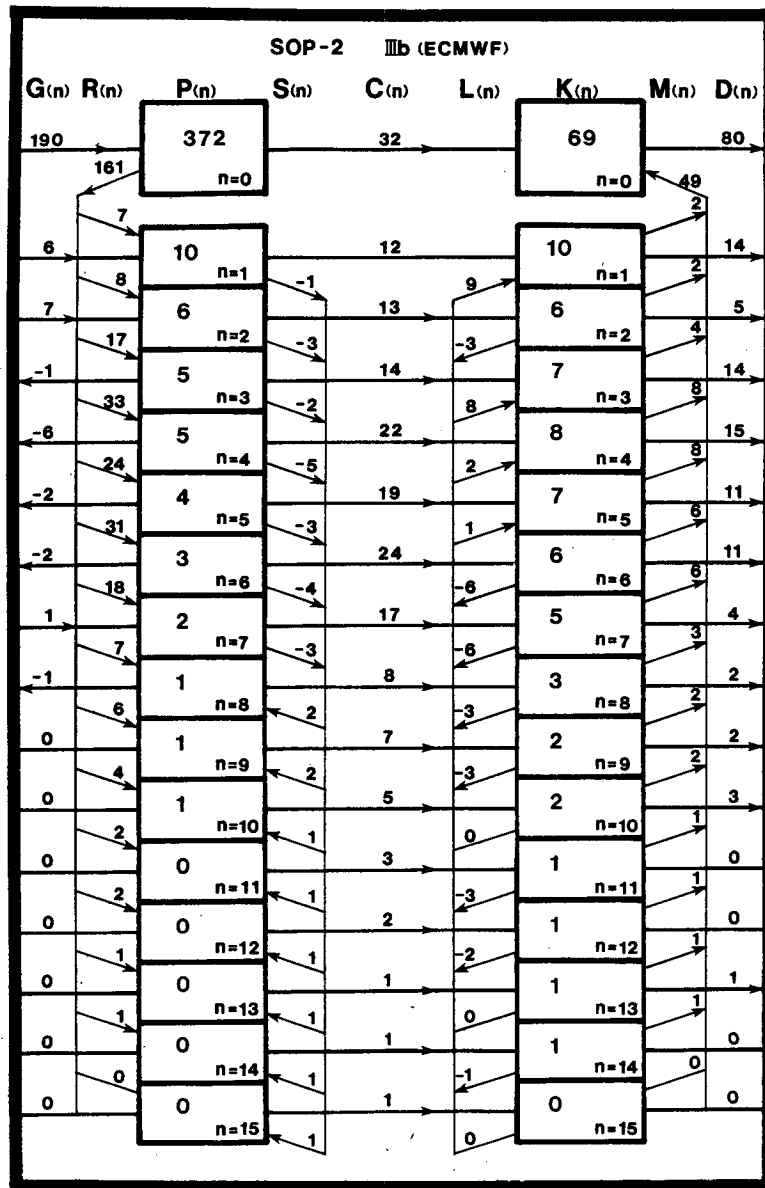 SOP-2 IIIb (ECMWF)
G(n) R(n) P(n) S(n) C(n) L(n) K(n) M(n) D(n)
190 372 32 69 80
161 n=0 n=0 49
7 2
6 10 12 10 14
8 n=1 -1 9 n=1 2
7 6 13 6 5
17 n=2 -3 -3 n=2 4
-1 5 14 7 14
33 n=3 -2 8 n=3 8
-6 5 22 8 15
24 n=4 -5 2 n=4 8
-2 4 19 7 11
31 n=5 -3 1 n=5 6
-2 3 24 6 11
18 n=6 -4 -6 n=6 6
1 2 17 5 4
7 n=7 -3 -6 n=7 3
-1 1 8 3 2
6 n=8 2 -3 n=8 2
0 1 7 2 2
4 n=9 2 -3 n=9 2
0 1 5 2 3
2 n=10 1 0 n=10 1
0 0 3 1 0
2 n=11 1 -3 n=11 1
0 0 2 1 0
1 n=12 1 -2 n=12 1
0 0 1 1 1
1 n=13 1 0 n=13 1
0 0 1 1 0
0 n=14 1 -1 n=14 0
0 0 1 0 0
n=15 1 0 n=15